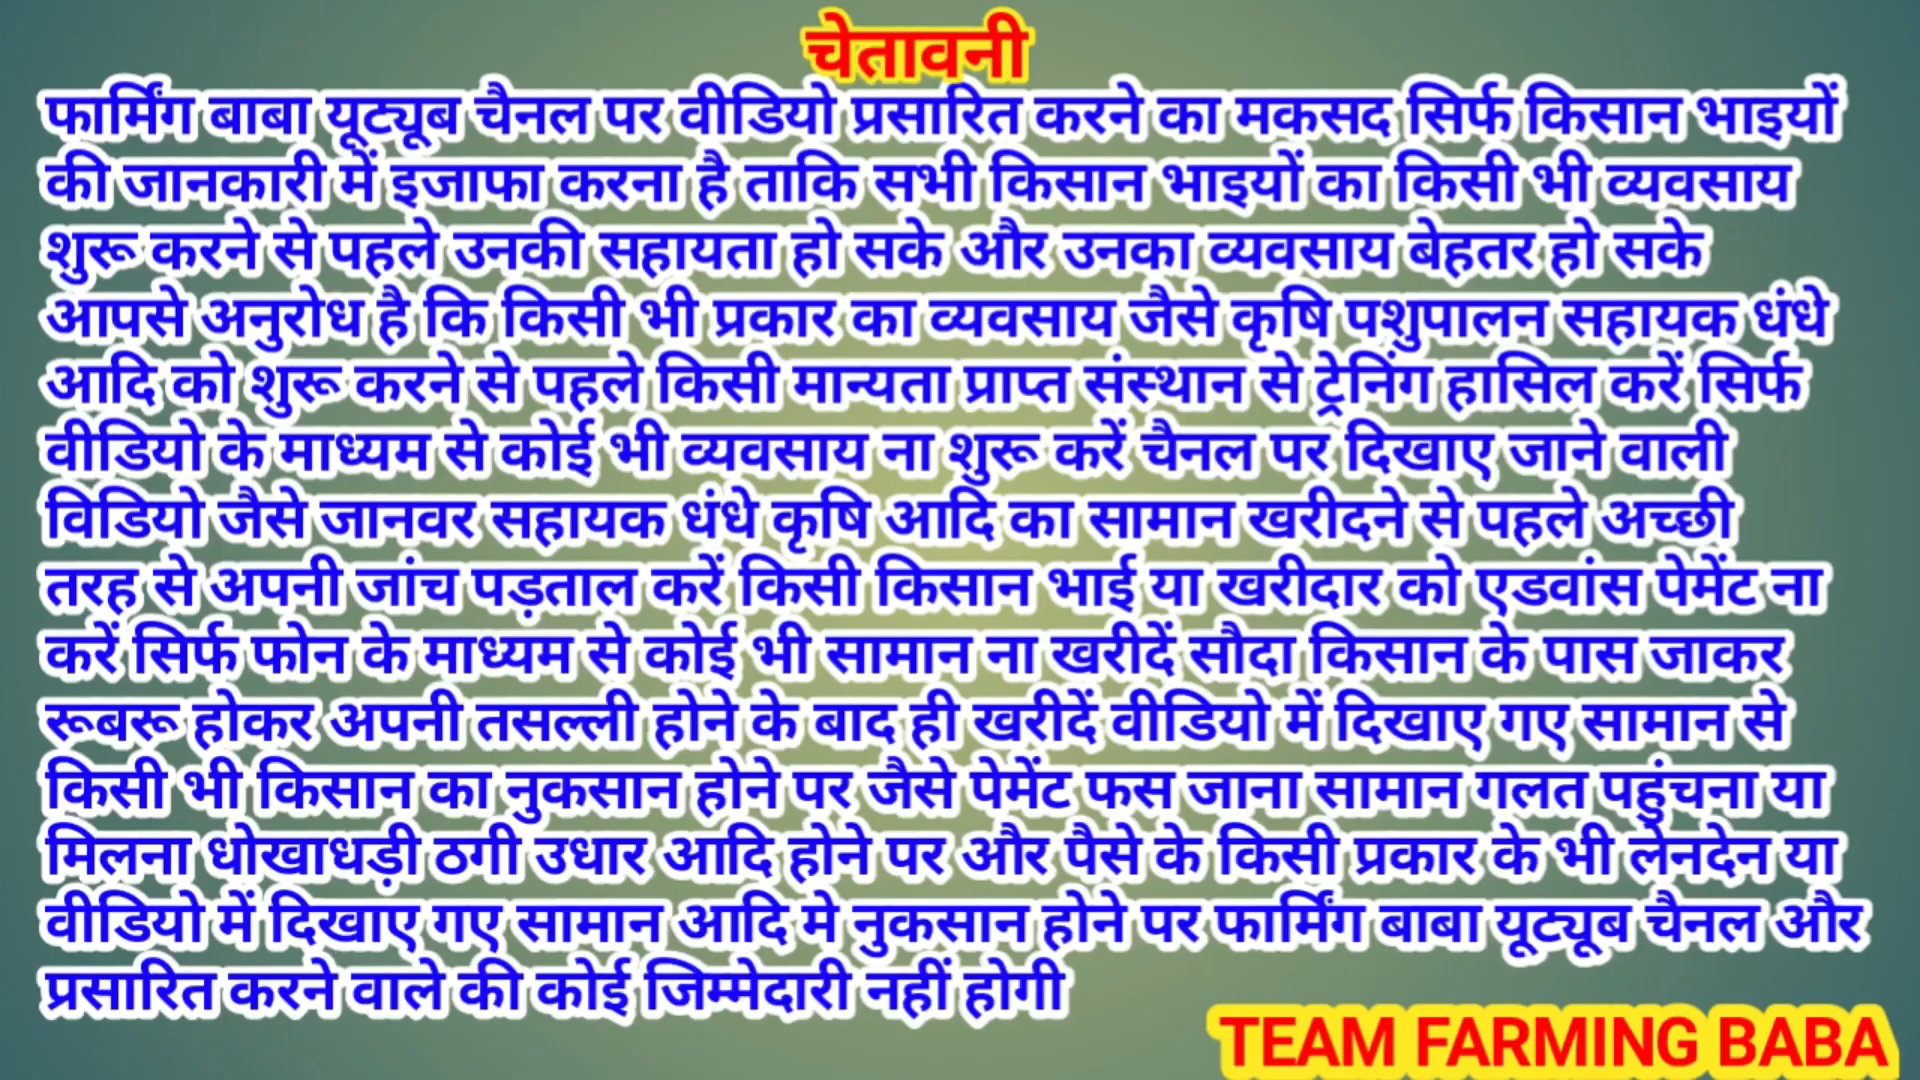 चेतावनी
फार्मिंग बाबा यूट्यूब चैनल पर वीडियो प्रसारित करने का मकसद सिर्फ किसान भाइयों
की जानकारी में इजाफा करना है ताकि सभी किसान भाइयों का किसी भी व्यवसाय
शुरू करने से पहले उनकी सहायता हो सके और उनका व्यवसाय बेहतर हो सके
आपसे अनुरोध है कि किसी भी प्रकार का व्यवसाय जैसे कृषि पशुपालन सहायक धंधे
आदि को शुरू करने से पहले किसी मान्यता प्राप्त संस्थान से ट्रेनिंग हासिल करें सिर्फ
वीडियो के माध्यम से कोई भी व्यवसाय ना शुरू करें चैनल पर दिखाए जाने वाली
विडियो जैसे जानवर सहायक धंधे कृषि आदि का सामान खरीदने से पहले अच्छी
तरह से अपनी जांच पड़ताल करें किसी किसान भाई या खरीदार को एडवांस पेमेंट ना
करें सिर्फ फोन के माध्यम से कोई भी सामान ना खरीदें सौदा किसान के पास जाकर
रूबरू होकर अपनी तसल्ली होने के बाद ही खरीदें वीडियो में दिखाए गए सामान से
किसी भी किसान का नुकसान होने पर जैसे पेमेंट फस जाना सामान गलत पहुंचना या
मिलना धोखाधड़ी ठगी उधार आदि होने पर और पैसे के किसी प्रकार के भी लेनदेन या
वीडियो में दिखाए गए सामान आदि मे नुकसान होने पर फार्मिंग बाबा यूट्यूब चैनल और
प्रसारित करने वाले की कोई जिम्मेदारी नहीं होगी
TEAM FARMING BABA